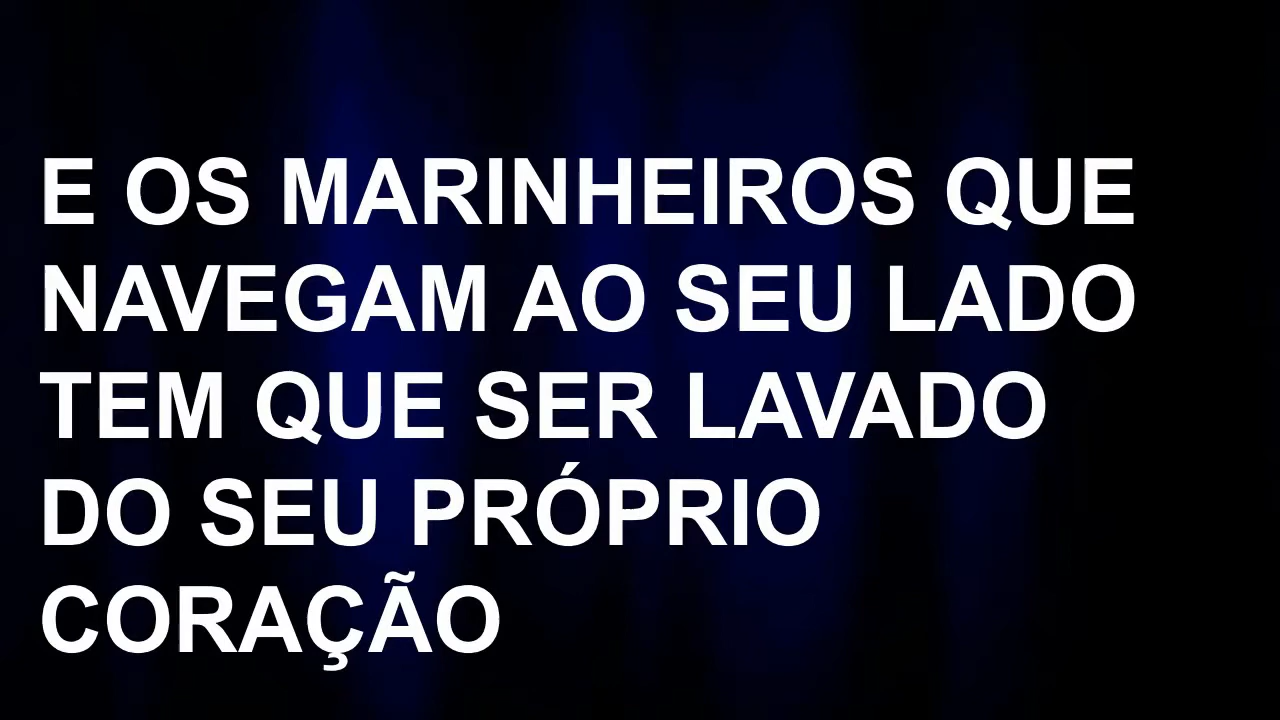 E OS MARINHEIROS QUE
NAVEGAM AO SEU LADO
TEM QUE SER LAVADO
DO SEU PRÓPRIO
CORAÇÃO